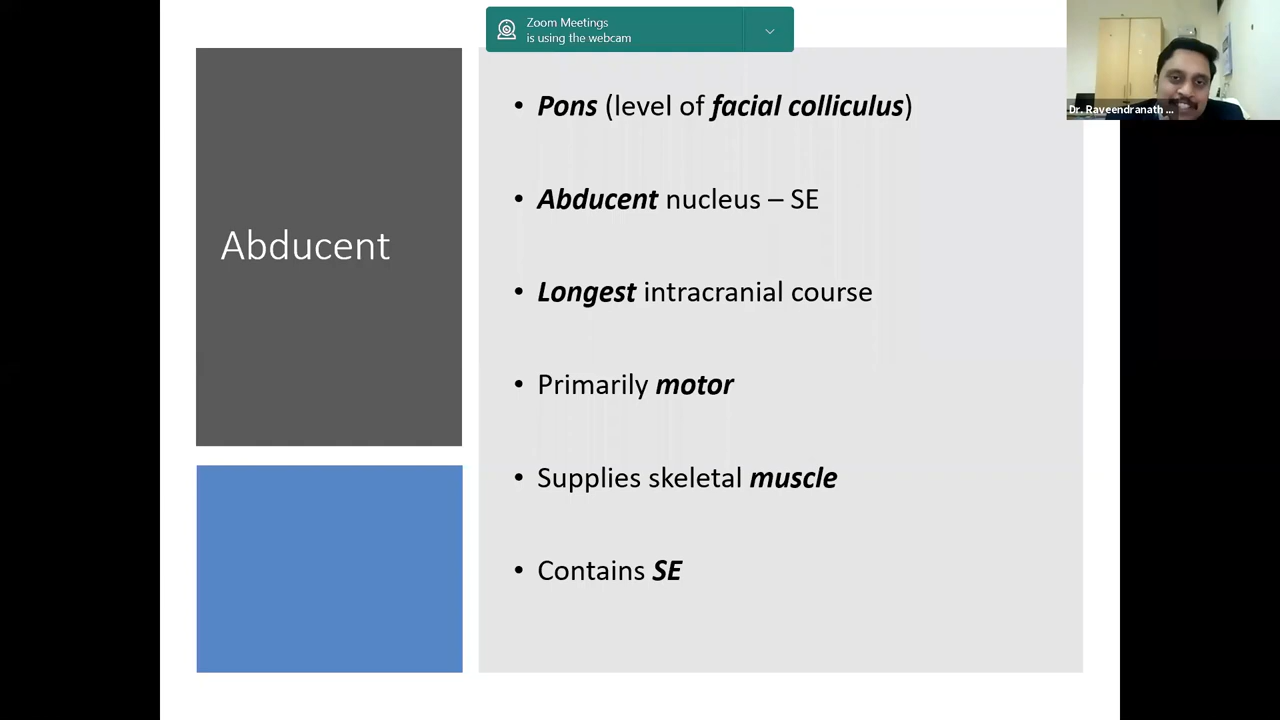 Zoom Meetings
is using the webcam
Dr. Raveendranath ...
Abducent
• Pons (level of facial colliculus)
• Abducent nucleus – SE
• Longest intracranial course
• Primarily motor
• Supplies skeletal muscle
• Contains SE